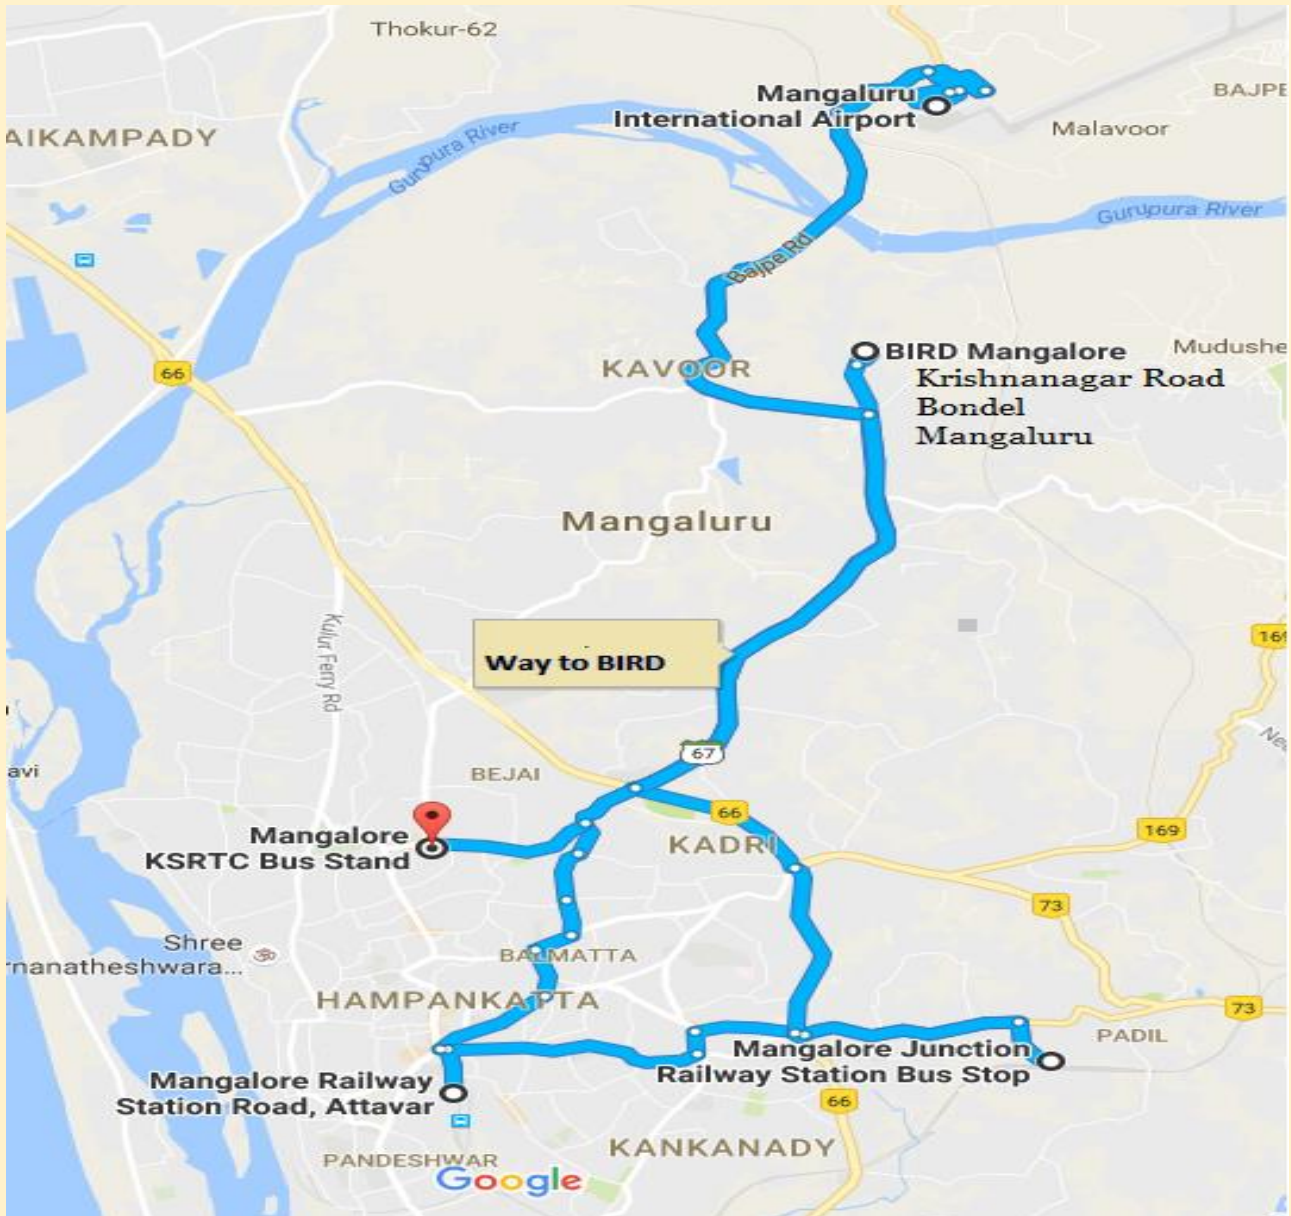 Thokur-62
Mangaluru
International Airport
BAJPE
Malavoor
AIKAMPADY
Gurupura River
Gurupura River
Bajpe Rd
66
KAVOOR
BIRD Mangalore
Krishnanagar Road
Bondel
Mangaluru
Mudushe
Mangaluru
Kulur Ferry Rd
Way to BIRD
169
67
avi
BEJAI
66
KADRI
169
Mangalore
KSRTC Bus Stand
73
Shree
rnanatheshwara...
BALMATTA
HAMPANKATTA
73
PADIL
Mangalore Junction
Railway Station Bus Stop
Mangalore Railway
Station Road, Attavar
66
KANKANADY
PANDESHWAR
Google